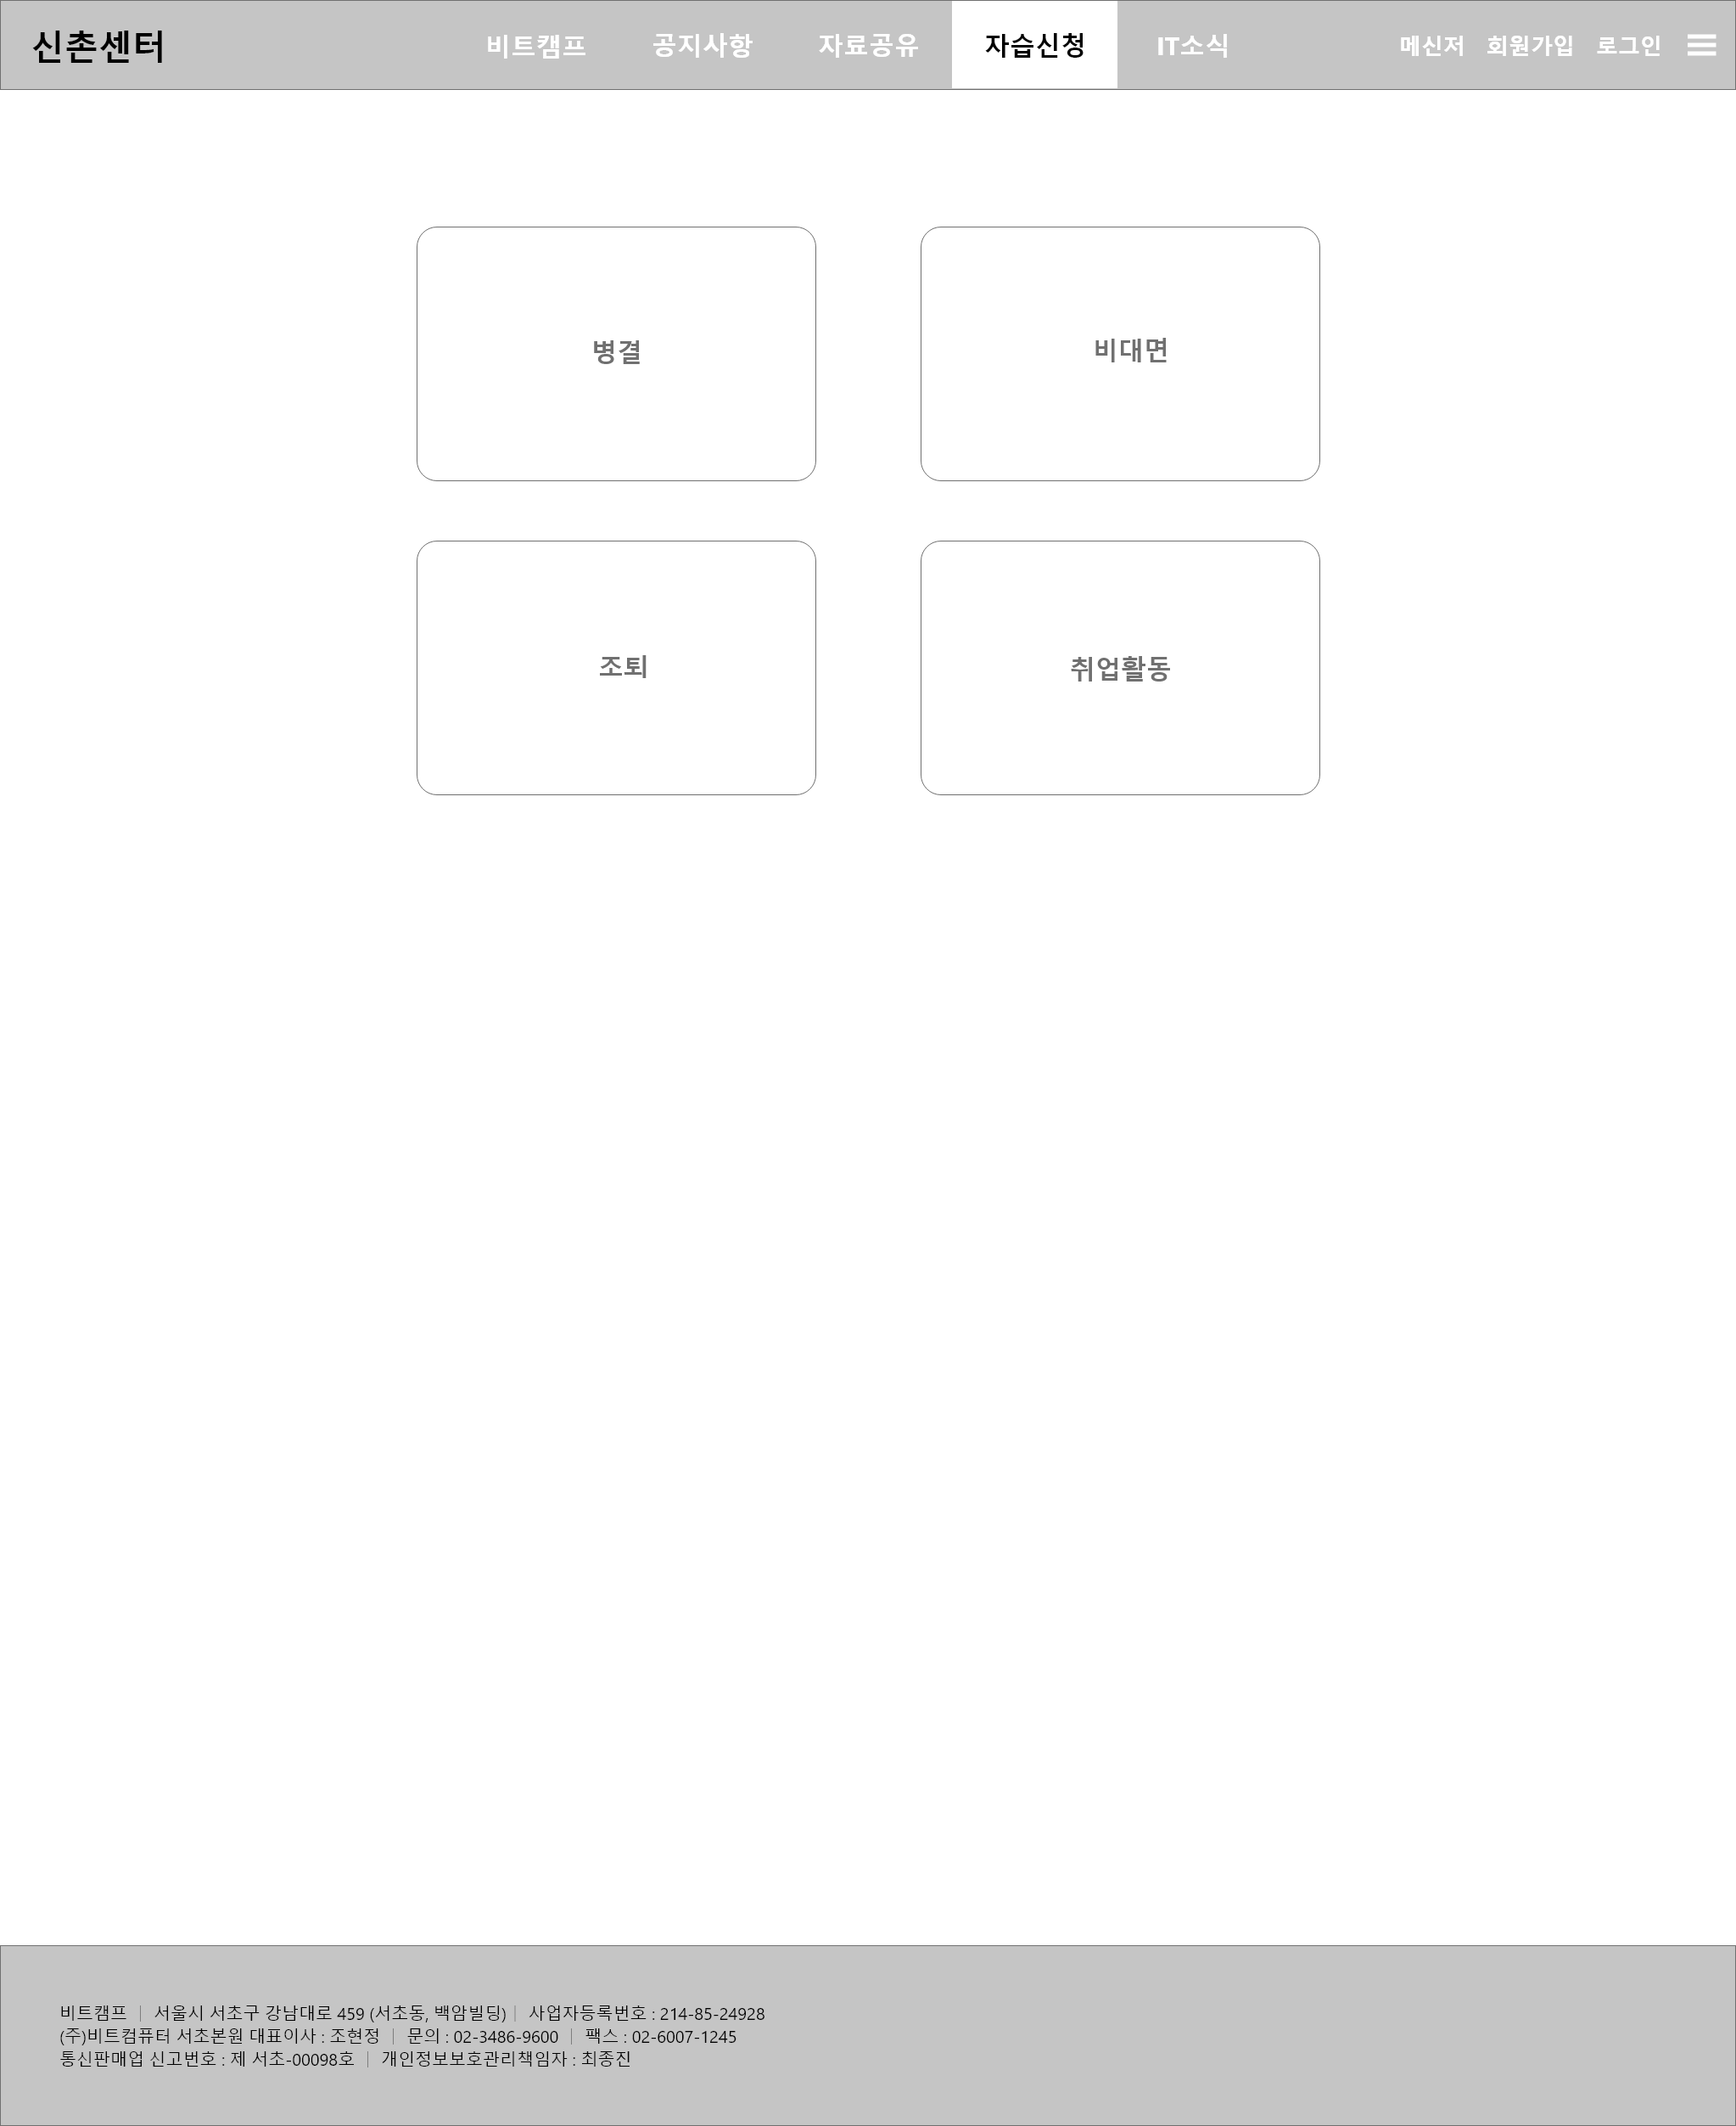 신촌센터 비트캠프 공지사항 자료공유 자습신청 IT소식 메신저 회원가입 로그인
병결 비대면
조퇴 취업활동
비트캠프 | 서울시 서초구 강남대로 459 (서초동, 백암빌딩) | 사업자등록번호 : 214-85-24928
(주)비트컴퓨터 서초본원 대표이사 : 조현정 | 문의 : 02-3486-9600 | 팩스 : 02-6007-1245
통신판매업 신고번호 : 제 서초-00098호 | 개인정보보호관리책임자 : 최종진